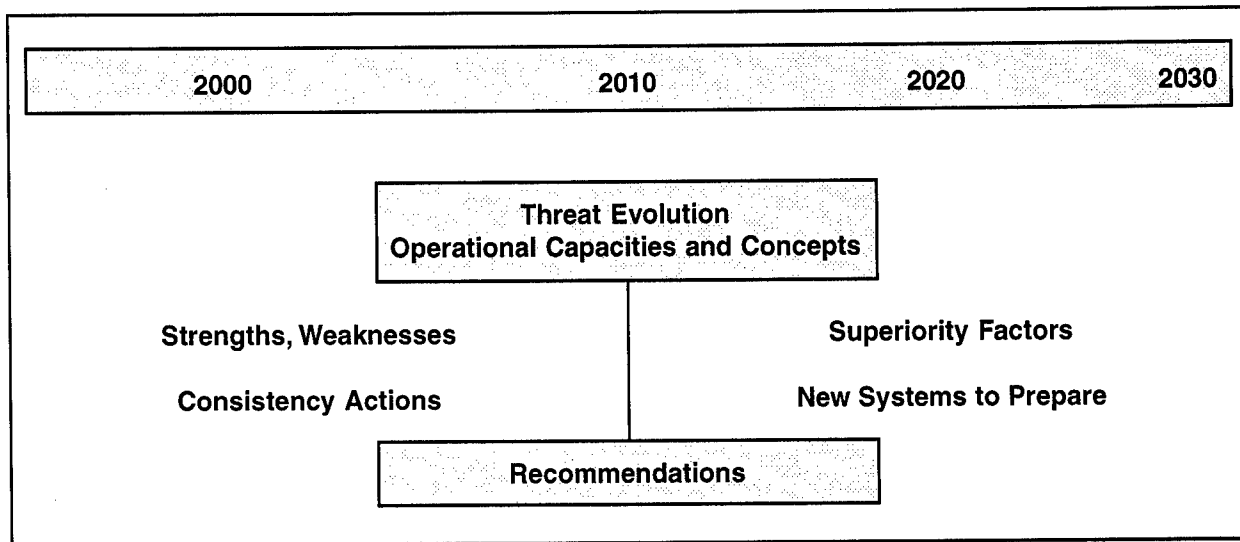 2000 2010 2020 2030
Threat Evolution
Operational Capacities and Concepts
Strengths, Weaknesses
Superiority Factors
Consistency Actions
New Systems to Prepare
Recommendations